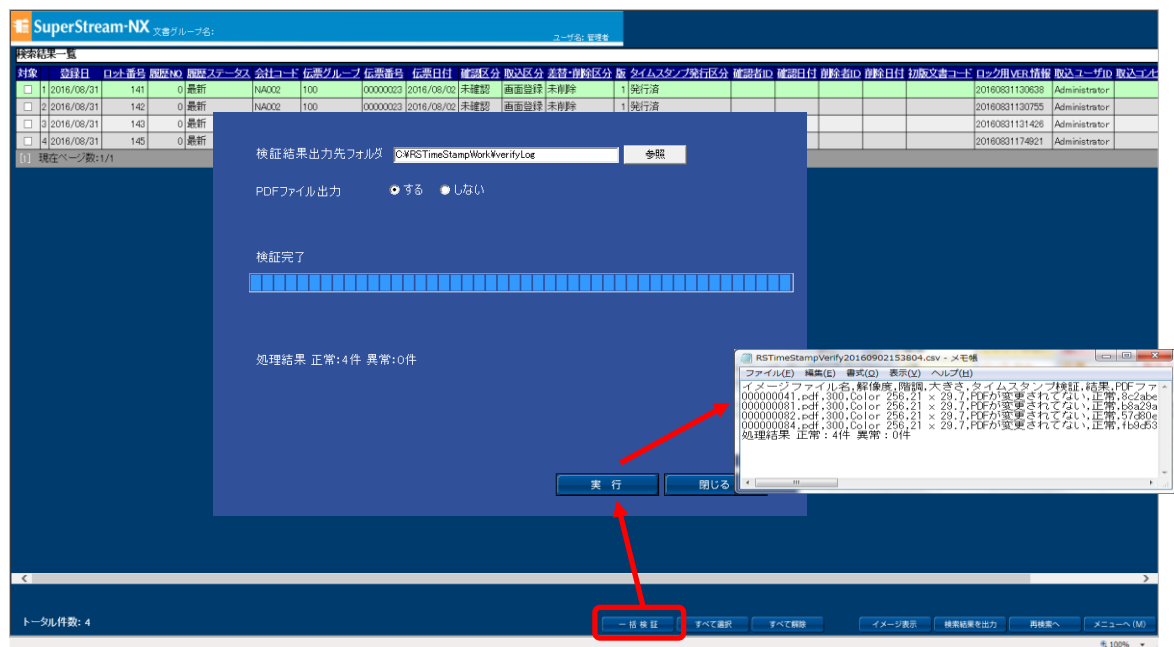 SuperStream-NX 文書グループ名:
ユーザ名: 管理者
検索結果一覧
対象 登録日 ロット番号 履歴NO 履歴ステータス 会社コード 伝票グループ 伝票番号 伝票日付 確認区分 取込区分 差替・削除区分 版 タイムスタンプ発行区分 確認者ID 確認日付 削除者ID 削除日付 初版文書コード ロック用VER.情報 取込ユーザID 取込コンピ
1 2016/08/31 141 0 最新 NA002 100 00000023 2016/08/02 未確認 画面登録 未削除 1 発行済 20160831130638 Administrator
2 2016/08/31 142 0 最新 NA002 100 00000023 2016/08/02 未確認 画面登録 未削除 1 発行済 20160831130755 Administrator
3 2016/08/31 143 0 最新 20160831131426 Administrator
4 2016/08/31 145 0 最新 20160831174921 Administrator
[1] 現在ページ数:1/1
検証結果出力先フォルダ C:¥RSTimeStampWork¥verifyLog 参照
PDFファイル出力 する しない
検証完了
処理結果 正常:4件 異常:0件
実 行 閉じる
RSTimeStampVerify20160902153804.csv - メモ帳
ファイル(F) 編集(E) 書式(O) 表示(V) ヘルプ(H)
イメージファイル名,解像度,階調,大きさ,タイムスタンプ検証,結果,PDFファ
000000041.pdf,300,Color 256,21 × 29.7,PDFが変更されてない,正常,8c2abe
000000081.pdf,300,Color 256,21 × 29.7,PDFが変更されてない,正常,b8a29a
000000082.pdf,300,Color 256,21 × 29.7,PDFが変更されてない,正常,57d80e
000000084.pdf,300,Color 256,21 × 29.7,PDFが変更されてない,正常,fb9d53
処理結果 正常：4件 異常：0件
トータル件数: 4
一括検証 すべて選択 すべて解除 イメージ表示 検索結果を出力 再検索へ メニューへ (M)
100%